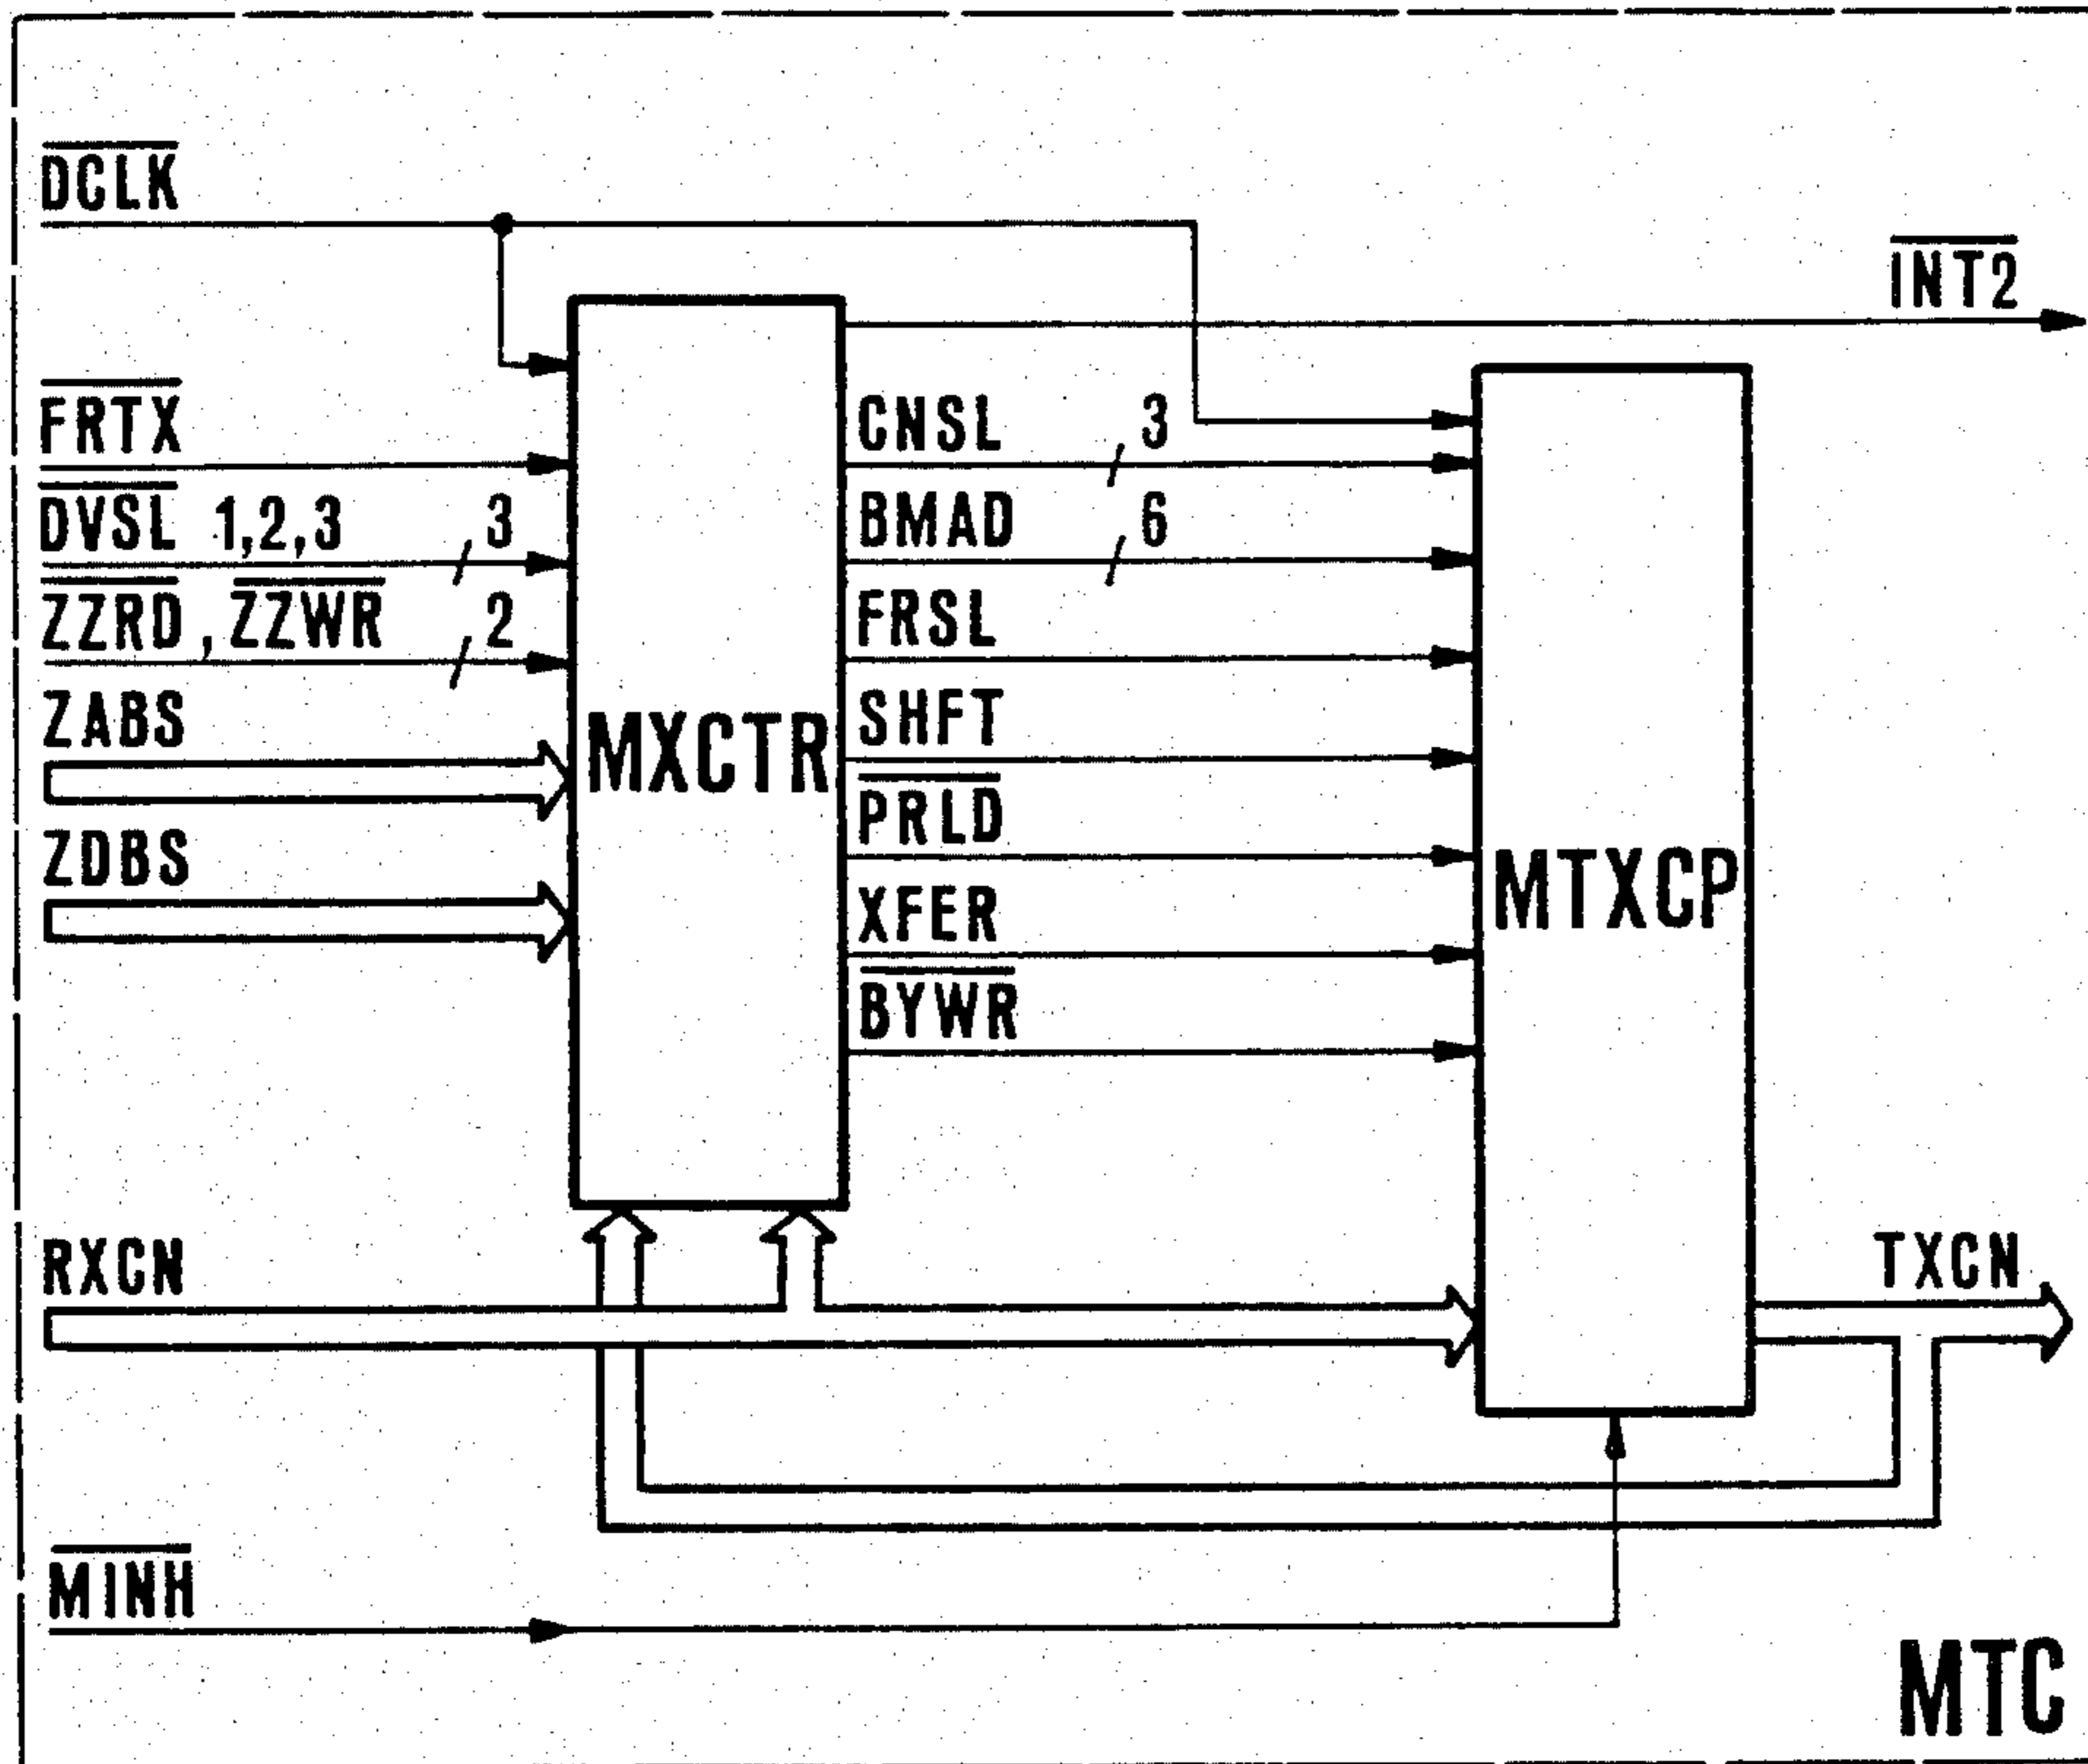 DCLK
INT2
FRTX
CNSL 3
DVSL 1,2,3 3
BMAD 6
ZZRD, ZZWR 2
FRSL
ZABS
SHFT
MXCTR
PRLD
ZDBS
MTXCP
XFER
BYWR
RXCN
TXCN
MINH
MTC